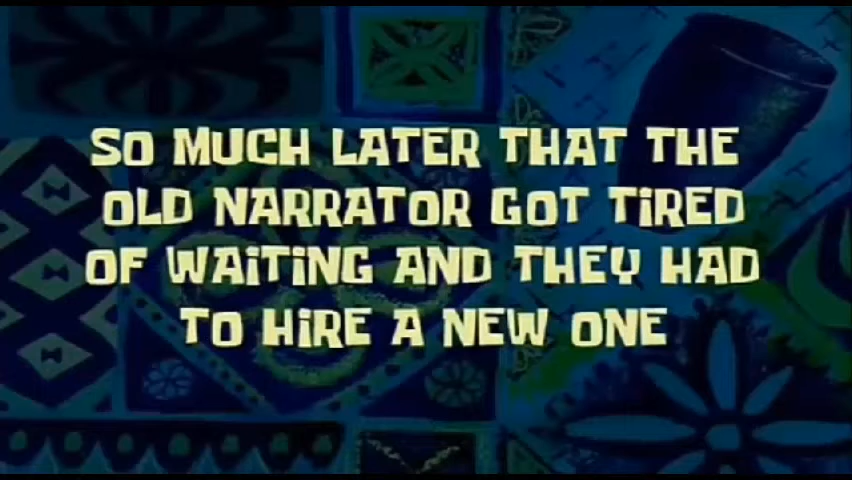 SO MUCH LATER THAT THE
OLD NARRATOR GOT TiRED
OF WAiTiNG AND THEY HAD
TO HiRE A NEW ONE